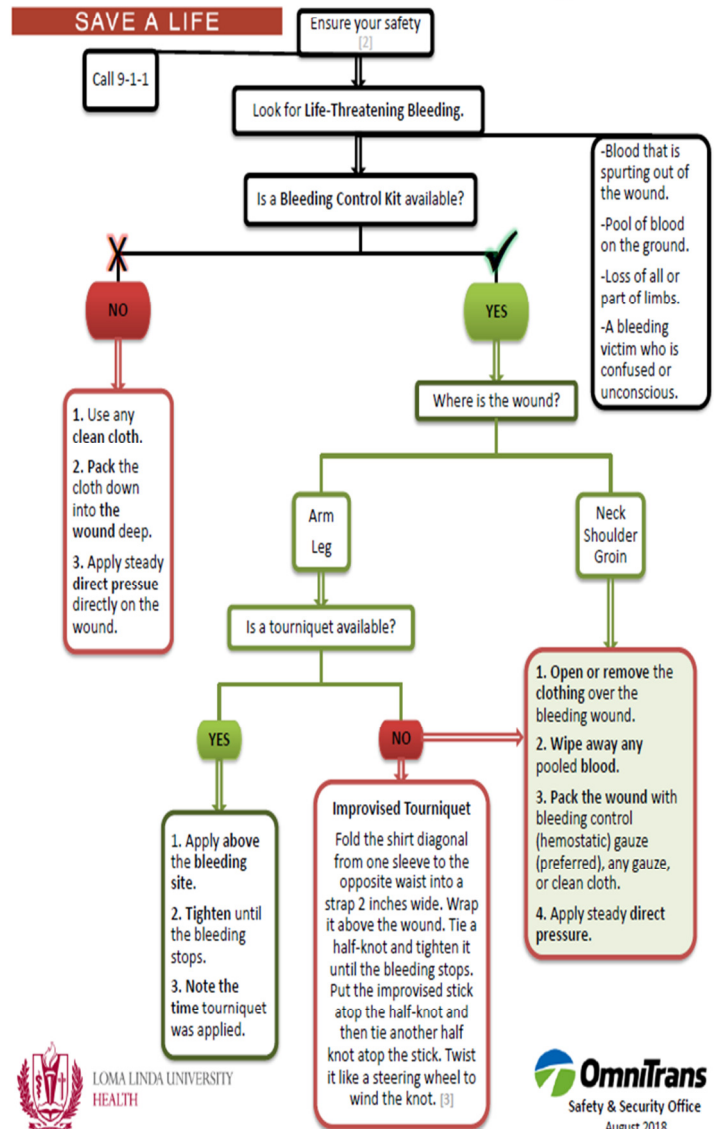 SAVE A LIFE
Ensure your safety
[2]
Call 9-1-1
Look for Life-Threatening Bleeding.
-Blood that is
spurting out of
the wound.
-Pool of blood
on the ground.
-Loss of all or
part of limbs.
-A bleeding
victim who is
confused or
unconscious.
Is a Bleeding Control Kit available?
NO
YES
1. Use any
clean cloth.
2. Pack the
cloth down
into the
wound deep.
3. Apply steady
direct pressue
directly on the
wound.
Where is the wound?
Arm
Leg
Neck
Shoulder
Groin
Is a tourniquet available?
YES
NO
1. Apply above
the bleeding
site.
2. Tighten until
the bleeding
stops.
3. Note the
time tourniquet
was applied.
Improvised Tourniquet
Fold the shirt diagonal
from one sleeve to the
opposite waist into a
strap 2 inches wide. Wrap
it above the wound. Tie a
half-knot and tighten it
until the bleeding stops.
Put the improvised stick
atop the half-knot and
then tie another half
knot atop the stick. Twist
it like a steering wheel to
wind the knot. [3]
1. Open or remove the
clothing over the
bleeding wound.
2. Wipe away any
pooled blood.
3. Pack the wound with
bleeding control
(hemostatic) gauze
(preferred), any gauze,
or clean cloth.
4. Apply steady direct
pressure.
LOMA LINDA UNIVERSITY
HEALTH
OmniTrans
Safety & Security Office
August 2018